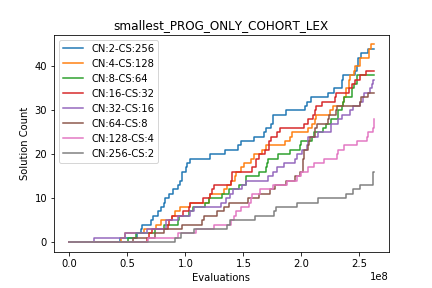 smallest_PROG_ONLY_COHORT_LEX
CN:2-CS:256
CN:4-CS:128
CN:8-CS:64
CN:16-CS:32
CN:32-CS:16
CN:64-CS:8
CN:128-CS:4
CN:256-CS:2
Solution Count
40
30
20
10
0
0.0 0.5 1.0 1.5 2.0 2.5
1e8
Evaluations